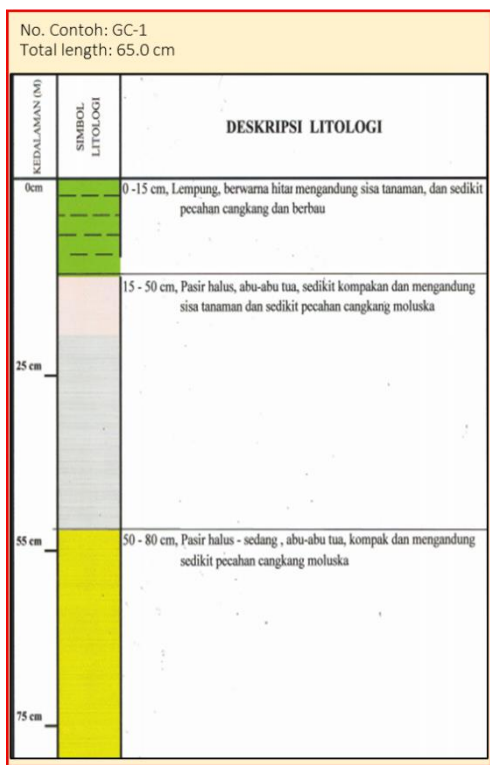 No. Contoh: GC-1
Total length: 65.0 cm
KEDALAMAN (M)
SIMBOL
LITOLOGI
DESKRIPSI LITOLOGI
0cm
0 -15 cm, Lempung, berwarna hitar mengandung sisa tanaman, dan sedikit
pecahan cangkang dan berbau
15 - 50 cm, Pasir halus, abu-abu tua, sedikit kompakan dan mengandung
sisa tanaman dan sedikit pecahan cangkang moluska
25 cm
55 cm
50 - 80 cm, Pasir halus - sedang , abu-abu tua, kompak dan mengandung
sedikit pecahan cangkang moluska
75 cm